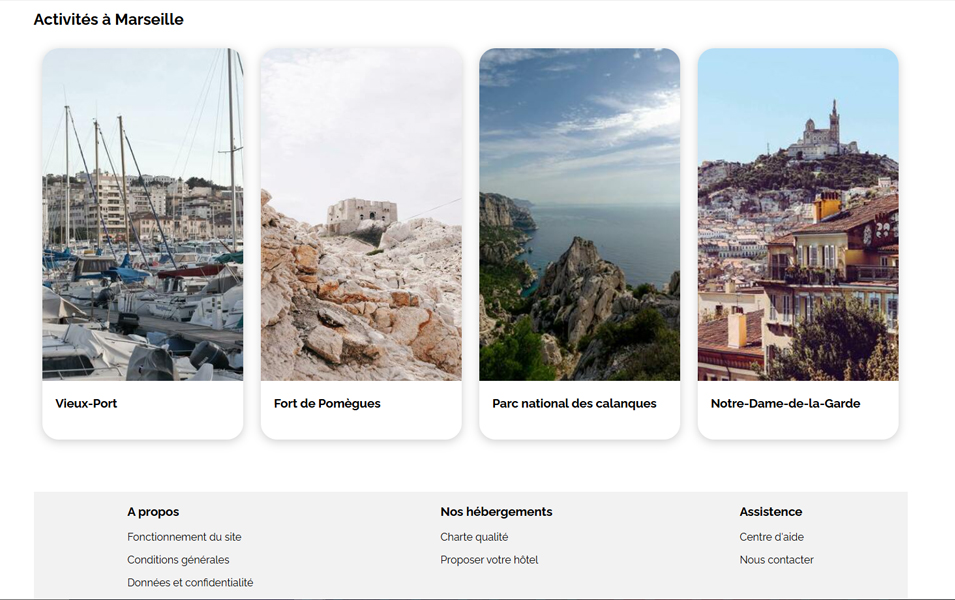 Activités à Marseille
Vieux-Port
Fort de Pomègues
Parc national des calanques
Notre-Dame-de-la-Garde
A propos
Fonctionnement du site
Conditions générales
Données et confidentialité
Nos hébergements
Charte qualité
Proposer votre hôtel
Assistence
Centre d'aide
Nous contacter